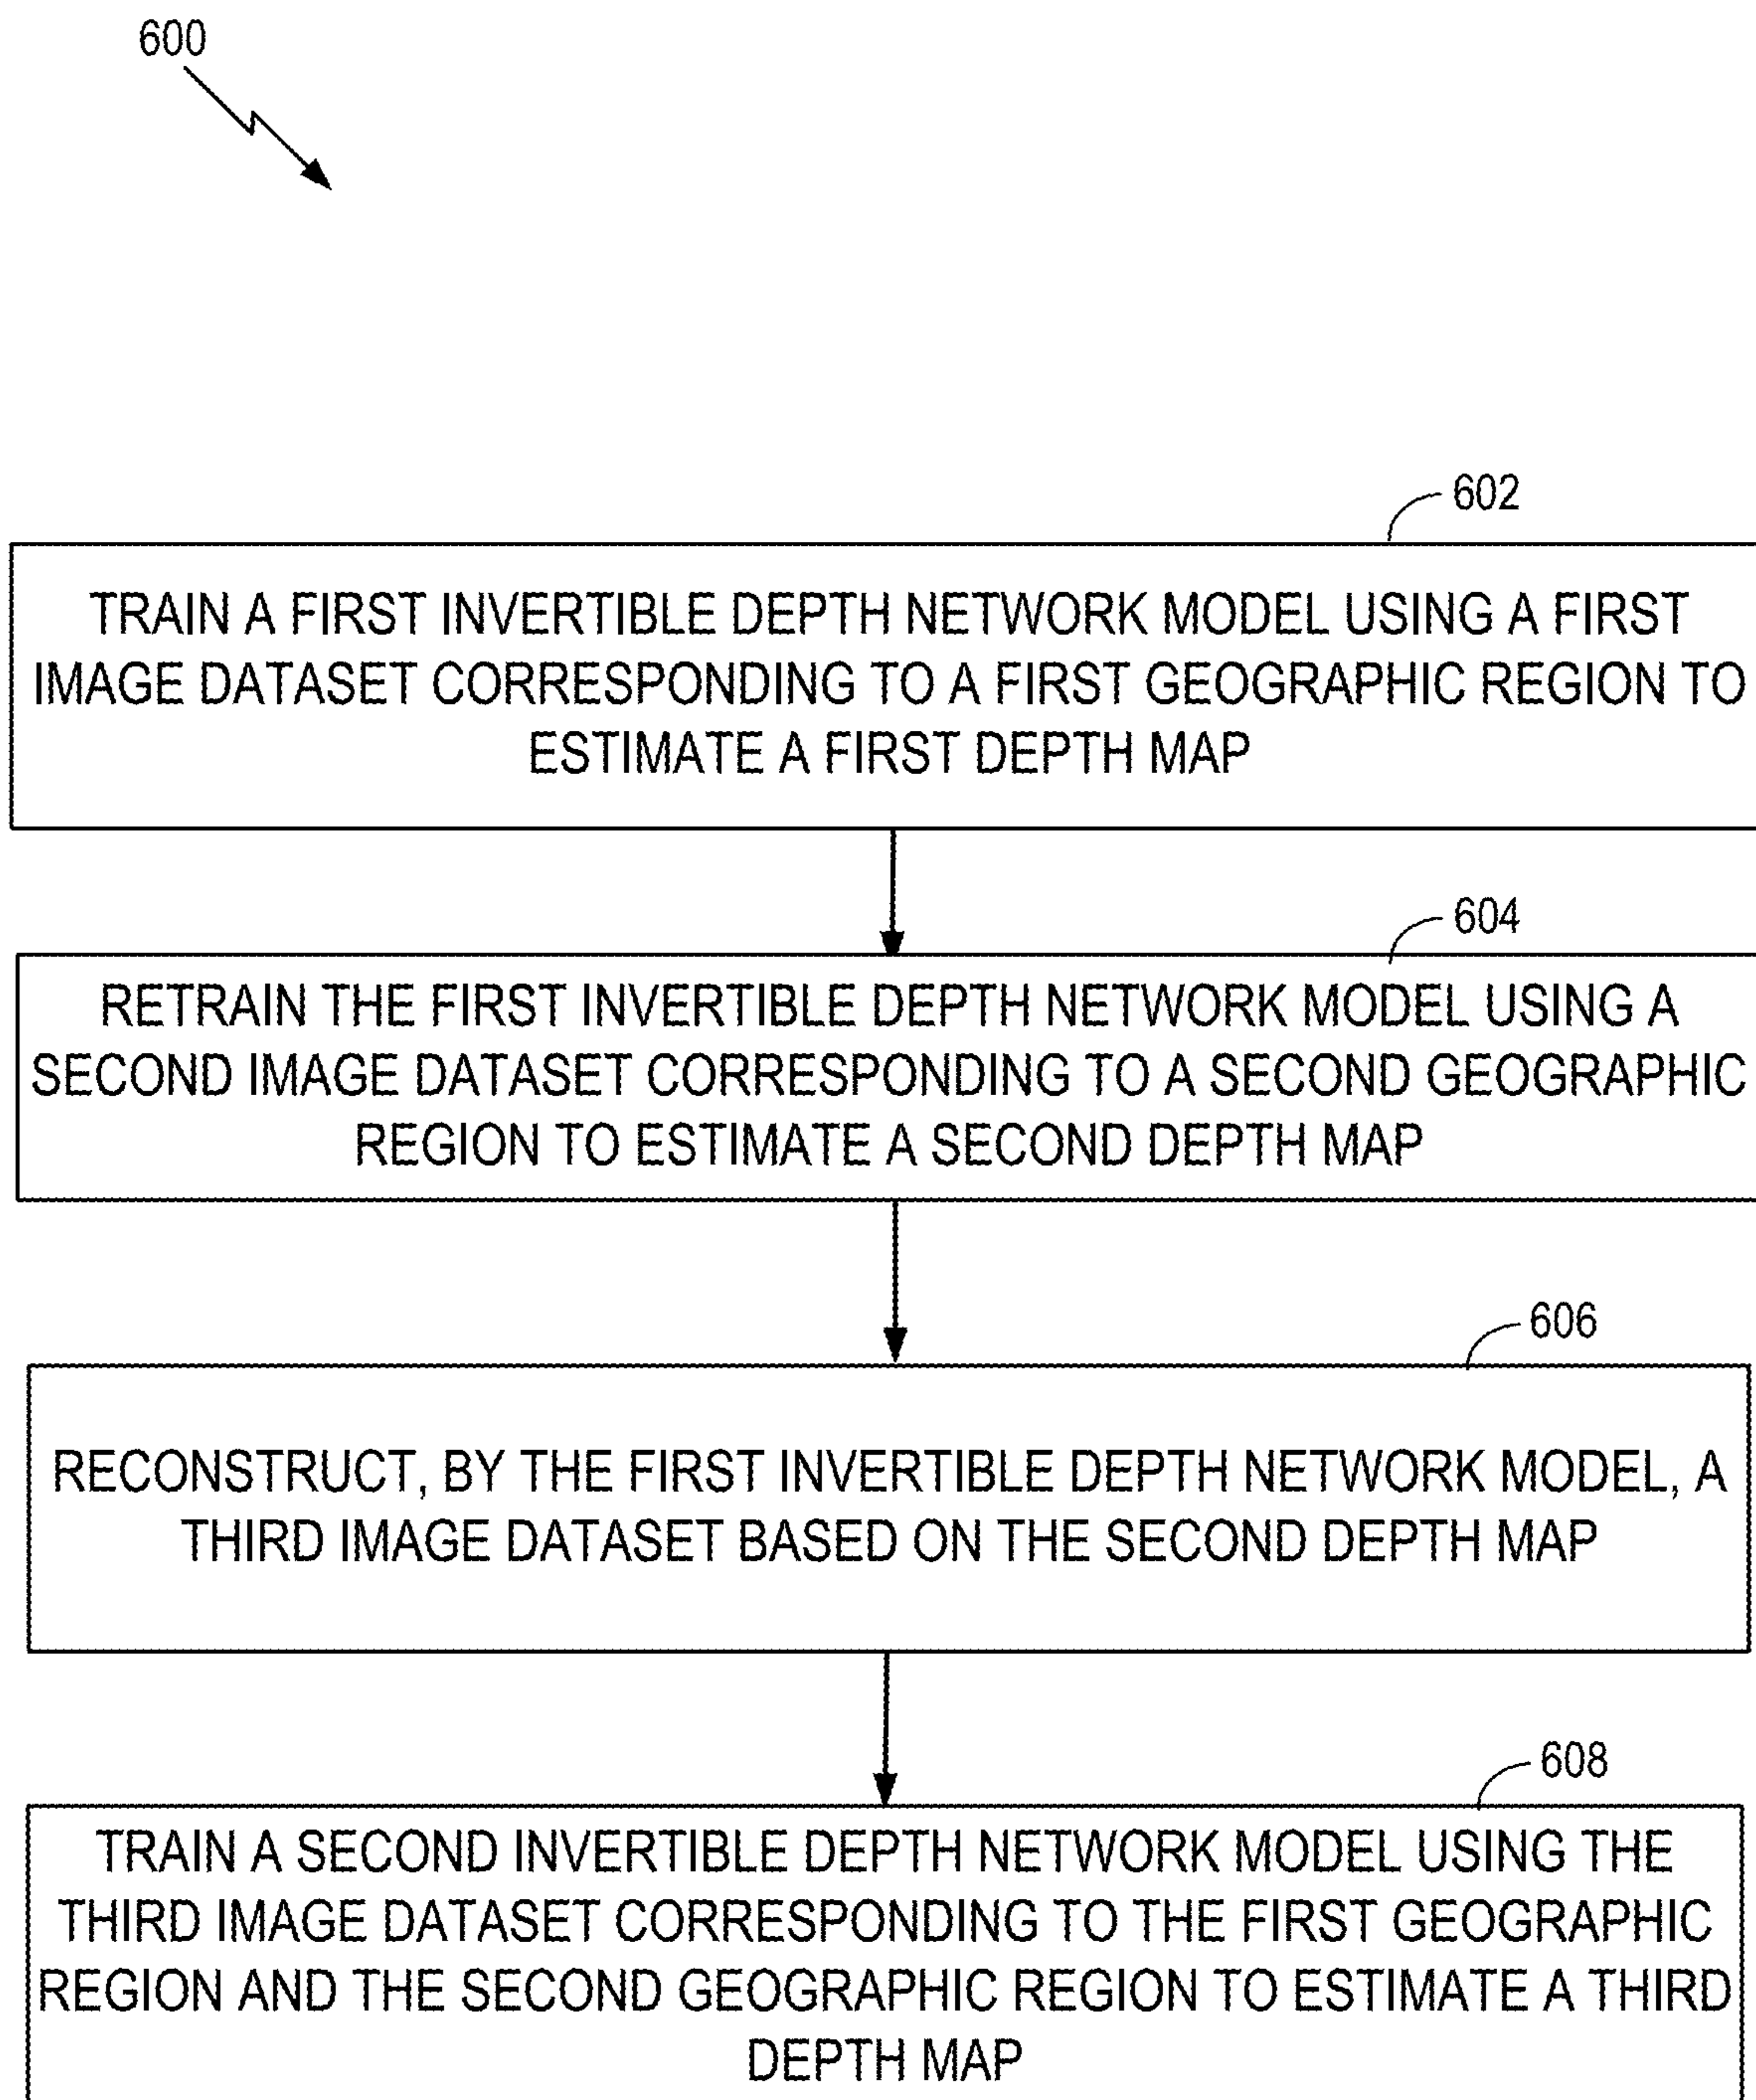 600
602
TRAIN A FIRST INVERTIBLE DEPTH NETWORK MODEL USING A FIRST
IMAGE DATASET CORRESPONDING TO A FIRST GEOGRAPHIC REGION TO
ESTIMATE A FIRST DEPTH MAP
604
RETRAIN THE FIRST INVERTIBLE DEPTH NETWORK MODEL USING A
SECOND IMAGE DATASET CORRESPONDING TO A SECOND GEOGRAPHIC
REGION TO ESTIMATE A SECOND DEPTH MAP
606
RECONSTRUCT, BY THE FIRST INVERTIBLE DEPTH NETWORK MODEL, A
THIRD IMAGE DATASET BASED ON THE SECOND DEPTH MAP
608
TRAIN A SECOND INVERTIBLE DEPTH NETWORK MODEL USING THE
THIRD IMAGE DATASET CORRESPONDING TO THE FIRST GEOGRAPHIC
REGION AND THE SECOND GEOGRAPHIC REGION TO ESTIMATE A THIRD
DEPTH MAP